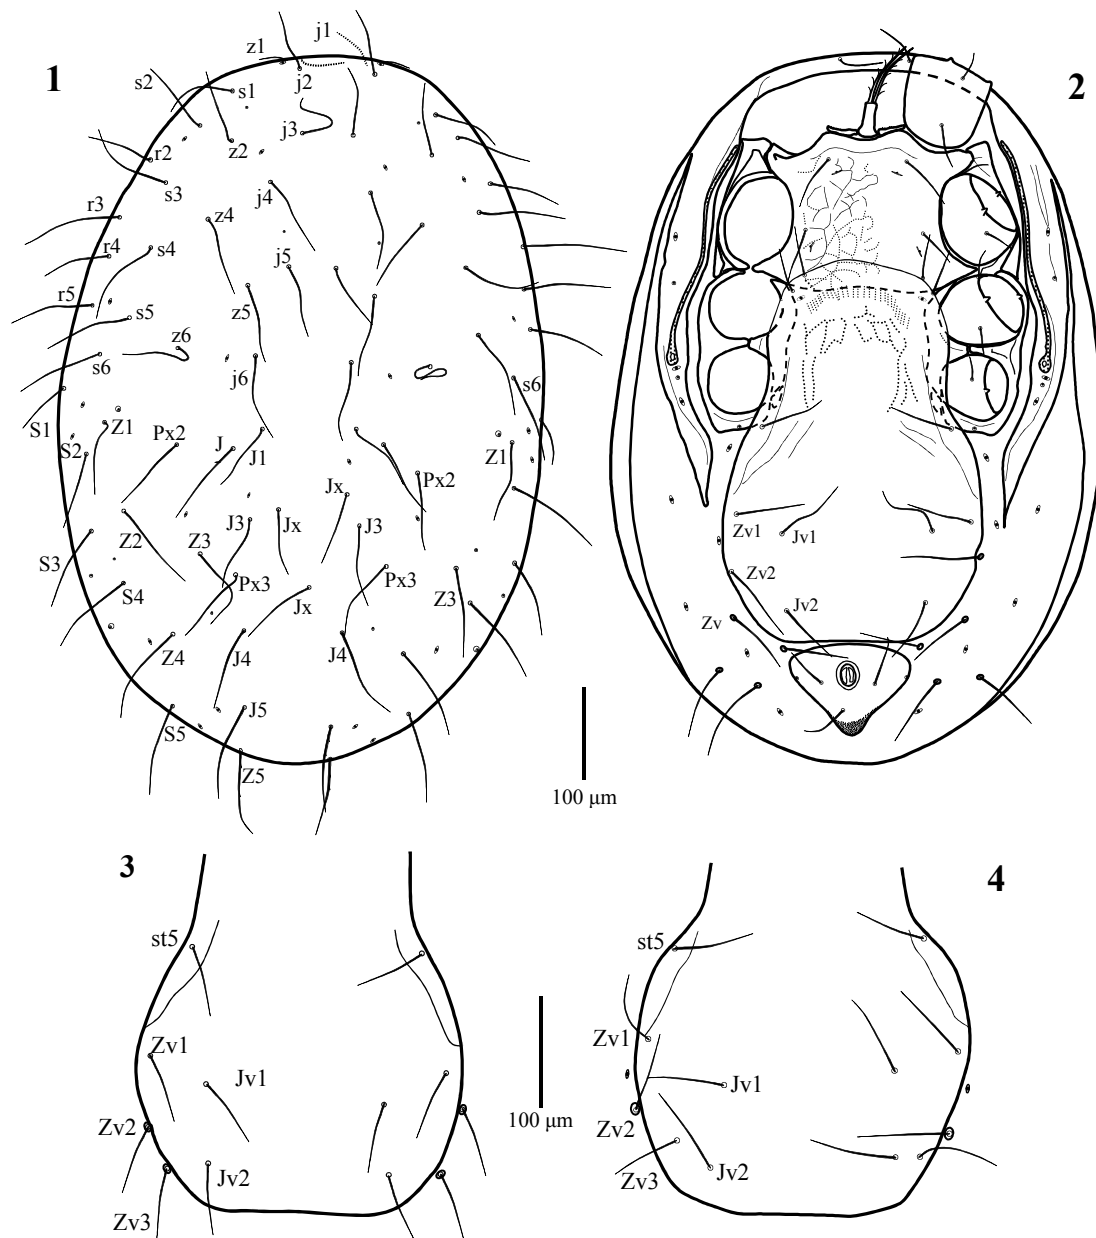 1
z1
j1
j2
s2
s1
j3
z2
r2
s3
j4
r3
z4
r4
s4
j5
r5
z5
s5
z6
s6
j6
s6
S1
Z1
S2
Px2
J
J1
Z1
Px2
Jx
S3
Z2
Z3
J3
Jx
J3
S4
Px3
Jx
Px3
Z3
Z4
J4
J4
S5
J5
Z5
2
Zv1
Jv1
Zv2
Jv2
Zv
100 μm
3
st5
Zv1
Jv1
Zv2
Jv2
Zv3
100 μm
4
st5
Zv1
Jv1
Zv2
Zv3
Jv2